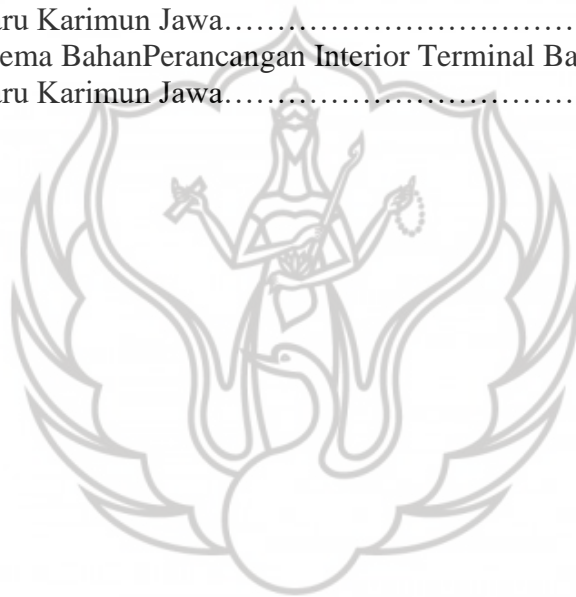 aru Karimun Jawa……………………………
ema BahanPerancangan Interior Terminal Ba
aru Karimun Jawa……………………………